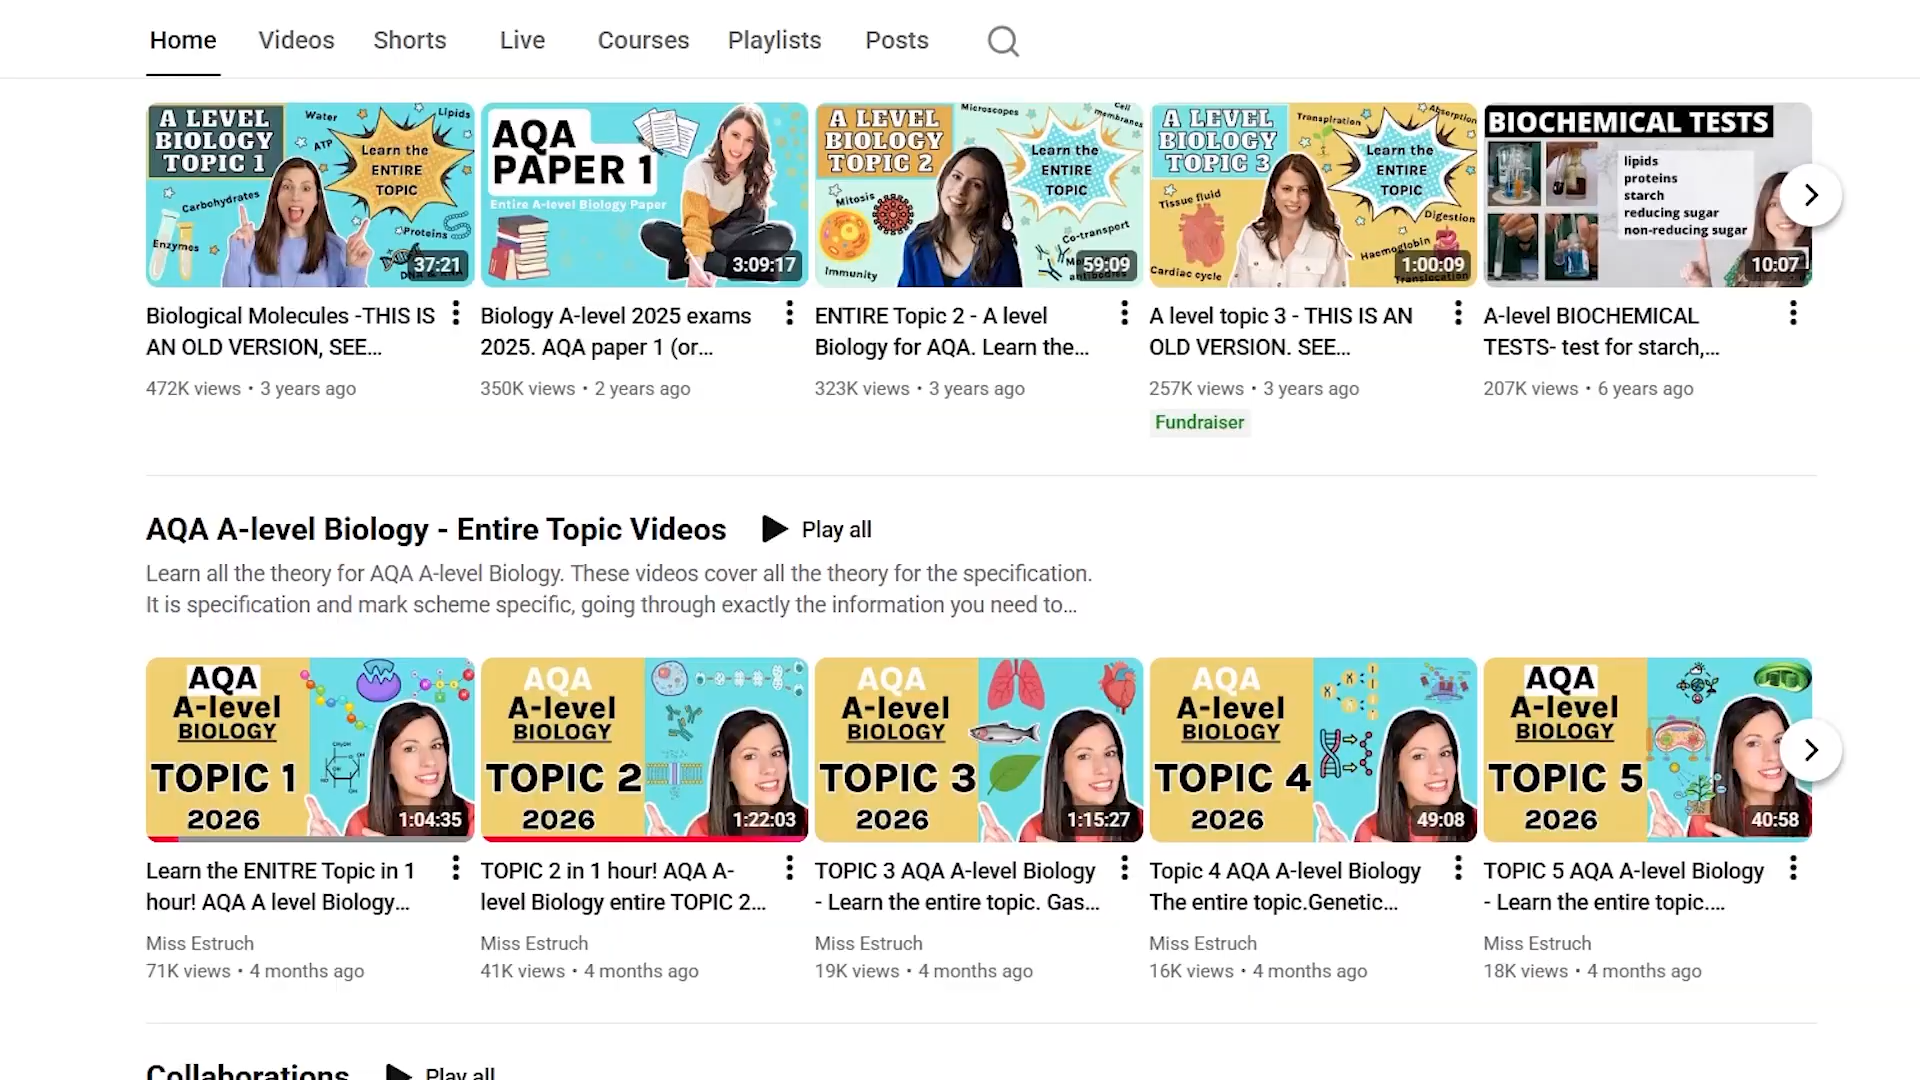 Home Videos Shorts Live Courses Playlists Posts
A LEVEL
BIOLOGY
TOPIC 1
Water
ATP
Lipids
Learn the
ENTIRE
TOPIC
Carbohydrates
Enzymes
Proteins
37:21
AQA
PAPER 1
Entire A-level Biology Paper
3:09:17
A LEVEL
BIOLOGY
TOPIC 2
Microscopes
Cell
membranes
Learn the
ENTIRE
TOPIC
Mitosis
Co-transport
Immunity
59:09
A LEVEL
BIOLOGY
TOPIC 3
Transpiration
Absorption
Learn the
ENTIRE
TOPIC
Tissue fluid
Digestion
Haemoglobin
Cardiac cycle
Translocation
1:00:09
BIOCHEMICAL TESTS
lipids
proteins
starch
reducing sugar
non-reducing sugar
10:07
Biological Molecules -THIS IS
AN OLD VERSION, SEE...
472K views • 3 years ago
Biology A-level 2025 exams
2025. AQA paper 1 (or...
350K views • 2 years ago
ENTIRE Topic 2 - A level
Biology for AQA. Learn the...
323K views • 3 years ago
A level topic 3 - THIS IS AN
OLD VERSION. SEE...
257K views • 3 years ago
Fundraiser
A-level BIOCHEMICAL
TESTS- test for starch,...
207K views • 6 years ago
AQA A-level Biology - Entire Topic Videos
Play all
Learn all the theory for AQA A-level Biology. These videos cover all the theory for the specification.
It is specification and mark scheme specific, going through exactly the information you need to...
AQA
A-level
BIOLOGY
TOPIC 1
2026
1:04:35
AQA
A-level
BIOLOGY
TOPIC 2
2026
1:22:03
AQA
A-level
BIOLOGY
TOPIC 3
2026
1:15:27
AQA
A-level
BIOLOGY
TOPIC 4
2026
49:08
AQA
A-level
BIOLOGY
TOPIC 5
2026
40:58
Learn the ENITRE Topic in 1
hour! AQA A level Biology...
Miss Estruch
71K views • 4 months ago
TOPIC 2 in 1 hour! AQA A-
level Biology entire TOPIC 2...
Miss Estruch
41K views • 4 months ago
TOPIC 3 AQA A-level Biology
- Learn the entire topic. Gas...
Miss Estruch
19K views • 4 months ago
Topic 4 AQA A-level Biology
The entire topic.Genetic...
Miss Estruch
16K views • 4 months ago
TOPIC 5 AQA A-level Biology
- Learn the entire topic....
Miss Estruch
18K views • 4 months ago
Collaborations
Play all